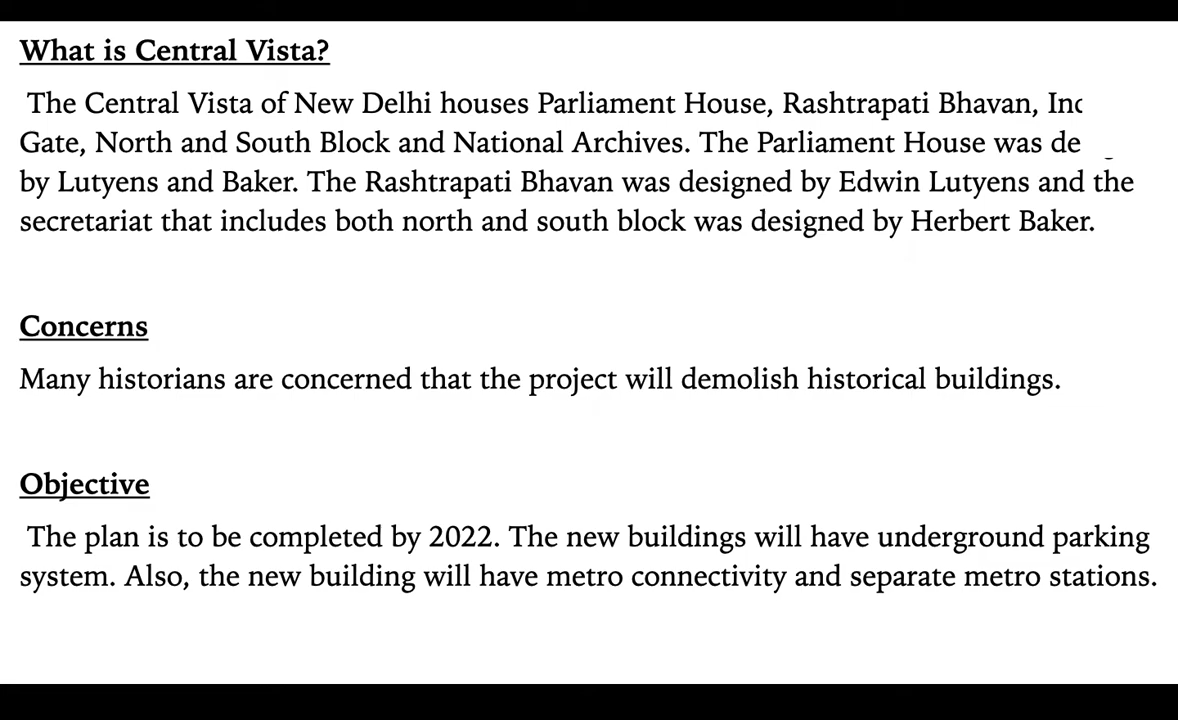 What is Central Vista?
The Central Vista of New Delhi houses Parliament House, Rashtrapati Bhavan,
Gate, North and South Block and National Archives. The Parliament House was
by Lutyens and Baker. The Rashtrapati Bhavan was designed by Edwin Lutyens and the
secretariat that includes both north and south block was designed by Herbert Baker.
Concerns
Many historians are concerned that the project will demolish historical buildings.
Objective
The plan is to be completed by 2022. The new buildings will have underground parking
system. Also, the new building will have metro connectivity and separate metro stations.